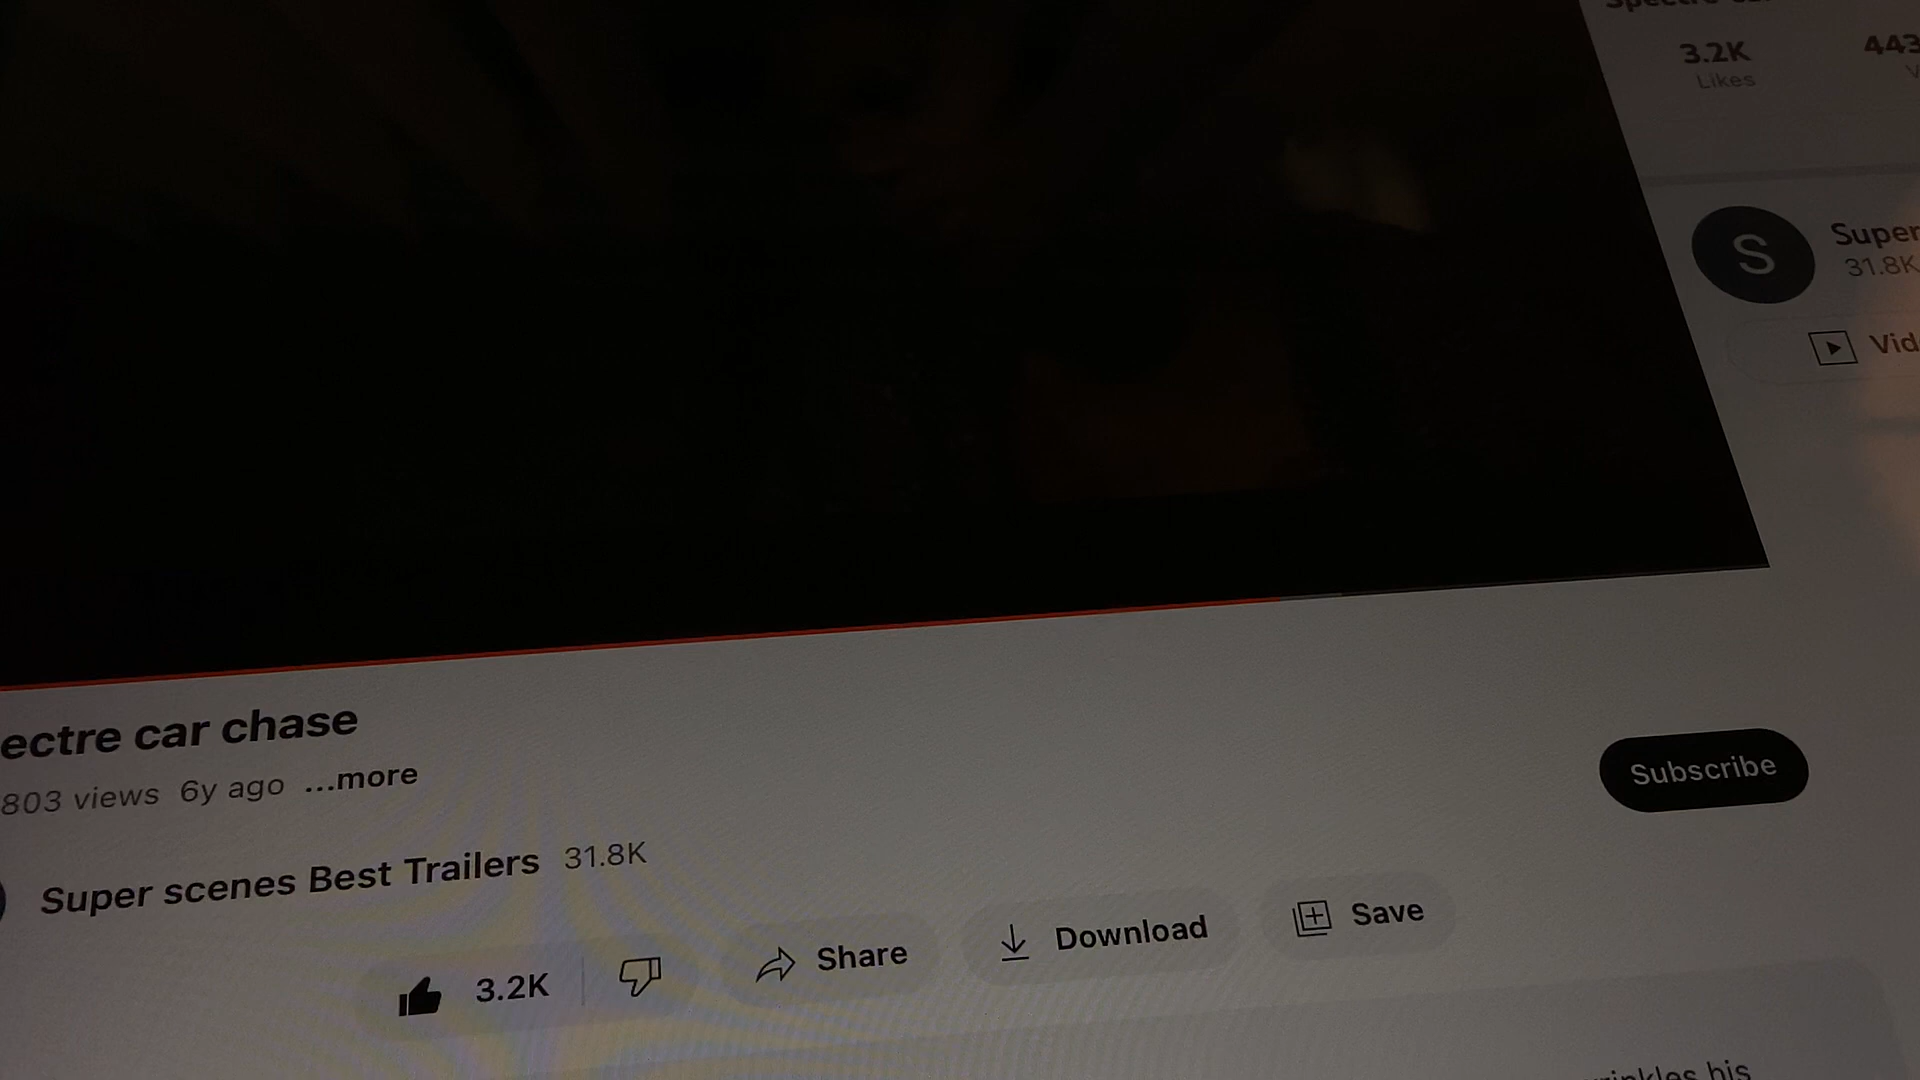 3.2K
443
Likes
S
Super
31.8K
Vid
ectre car chase
803 views 6y ago ...more
Subscribe
Super scenes Best Trailers 31.8K
3.2K
Share
Download
Save
his